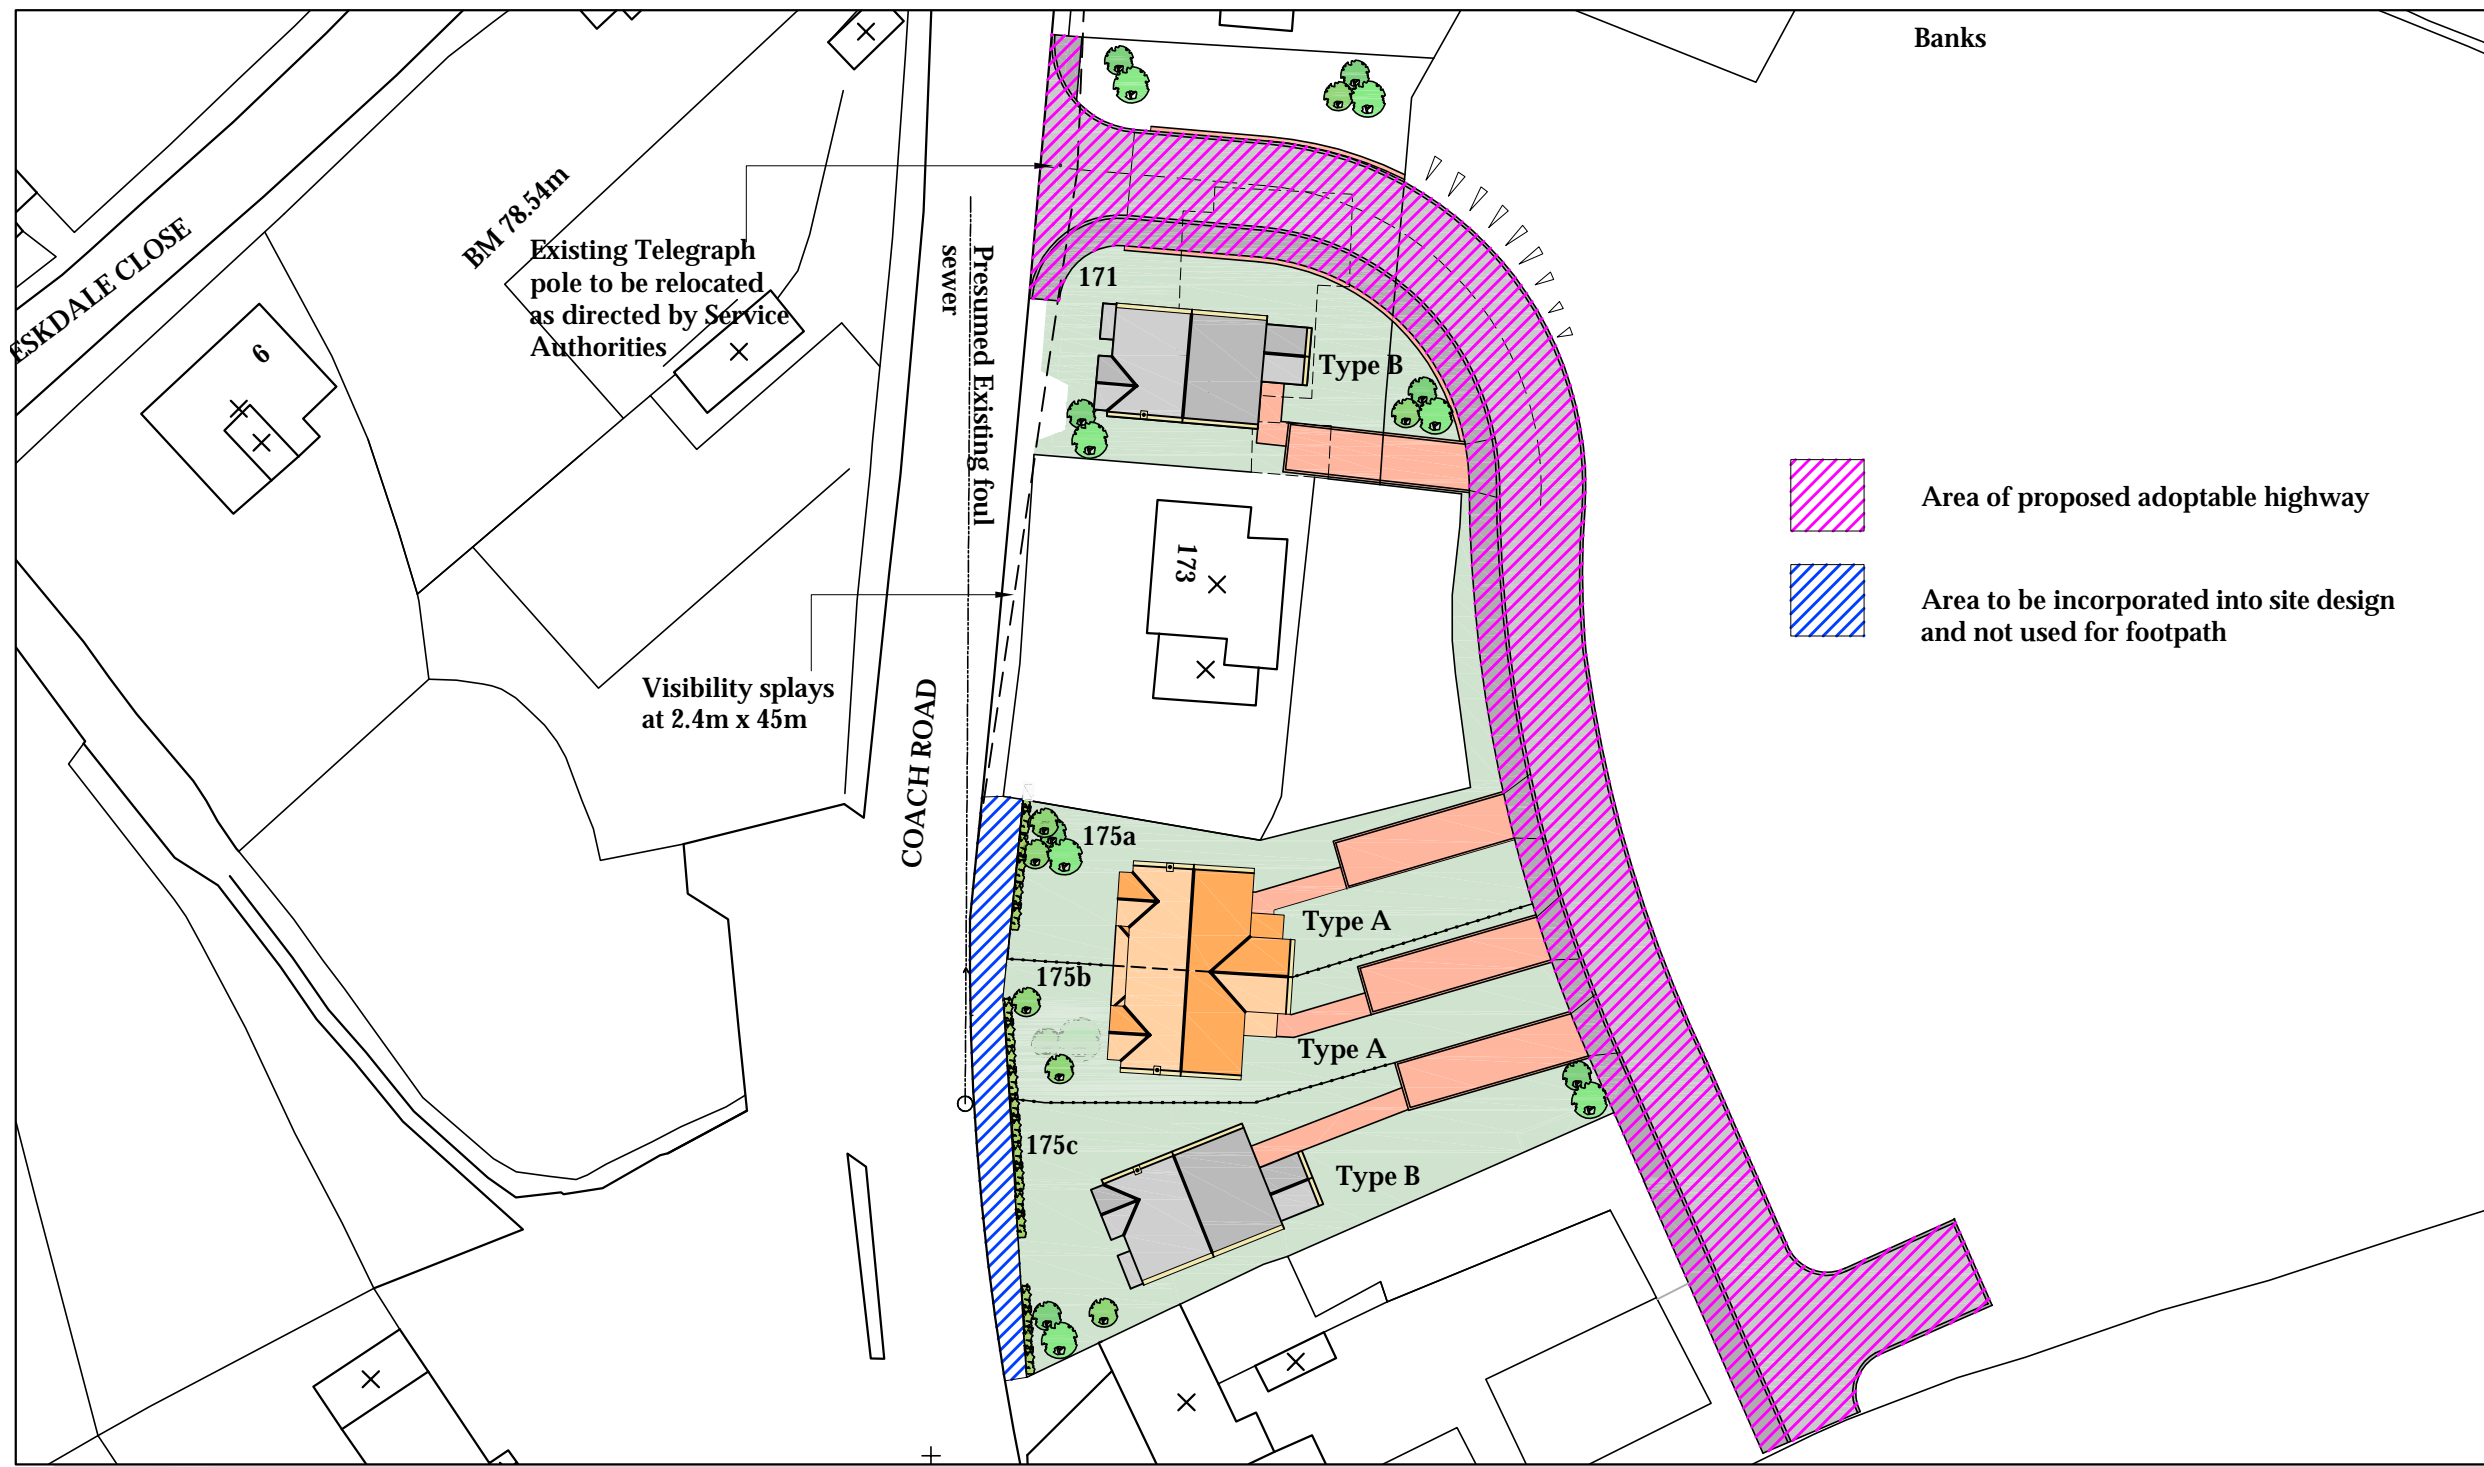 Banks
ESKDALE CLOSE
BM 78.54m
6
Existing Telegraph
pole to be relocated
as directed by Service
Authorities
Presumed Existing foul
sewer
171
Type B
173
Area of proposed adoptable highway
Area to be incorporated into site design
and not used for footpath
Visibility splays
at 2.4m x 45m
COACH ROAD
175a
Type A
175b
Type A
175c
Type B